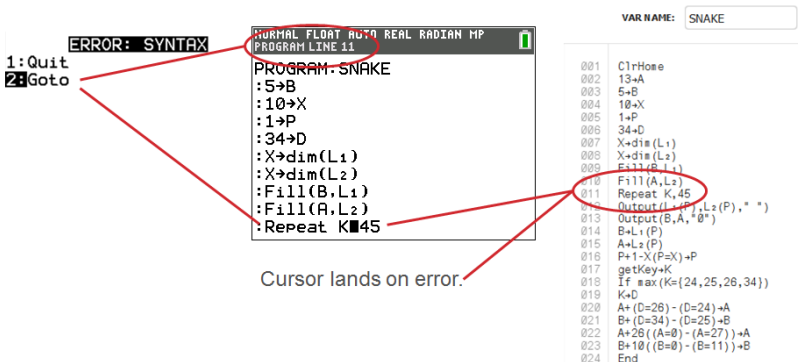 ERROR: SYNTAX
1:Quit
2:Goto
NORMAL FLOAT AUTO REAL RADIAN MP
PROGRAM LINE 11
PROGRAM:SNAKE
:5→B
:10→X
:1→P
:34→D
:X→dim(L₁)
:X→dim(L₂)
:Fill(B,L₁)
:Fill(A,L₂)
:Repeat K■45
Cursor lands on error.
VAR NAME: SNAKE
001 ClrHome
002 13→A
003 5→B
004 10→X
005 1→P
006 34→D
007 X→dim(L₁)
008 X→dim(L₂)
009 Fill(B,L₁)
010 Fill(A,L₂)
011 Repeat K,45
012 Output(L₁(P),L₂(P)," ")
013 Output(B,A,"0")
014 B→L₁(P)
015 A→L₂(P)
016 P+1-X(P=X)→P
017 getKey→K
018 If max(K={24,25,26,34})
019 K→D
020 A+(D=26)-(D=24)→A
021 B+(D=34)-(D=25)→B
022 A+26((A=0)-(A=27))→A
023 B+10((B=0)-(B=11))→B
024 End